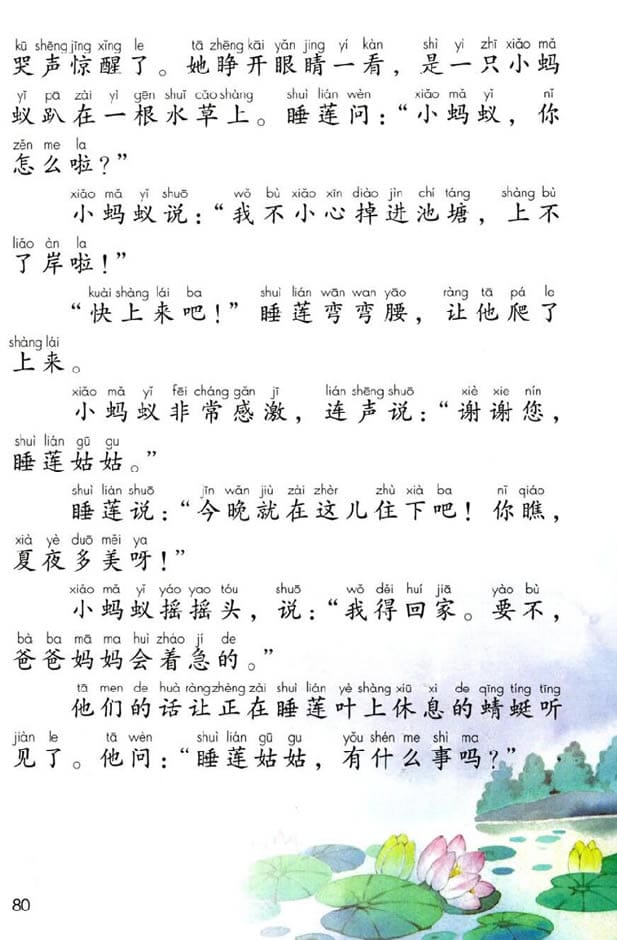 kū shēng jīng xǐng le tā zhēng kāi yǎn jing yí kàn shì yì zhī xiǎo mǎ
哭声惊醒了。她睁开眼睛一看，是一只小蚂
yǐ pā zài yì gēn shuǐ cǎo shàng shuì lián wèn xiǎo mǎ yǐ nǐ
蚁趴在一根水草上。睡莲问：“小蚂蚁，你
zěn me la
怎么啦？”
xiǎo mǎ yǐ shuō wǒ bù xiǎo xīn diào jìn chí táng shàng bù
小蚂蚁说：“我不小心掉进池塘，上不
liǎo àn la
了岸啦！”
kuài shàng lái ba shuì lián wān wan yāo ràng tā pá le
“快上来吧！”睡莲弯弯腰，让他爬了
shàng lái
上来。
xiǎo mǎ yǐ fēi cháng gǎn jī lián shēng shuō xiè xie nín
小蚂蚁非常感激，连声说：“谢谢您，
shuì lián gū gu
睡莲姑姑。”
shuì lián shuō jīn wǎn jiù zài zhèr zhù xià ba nǐ qiáo
睡莲说：“今晚就在这儿住下吧！你瞧，
xià yè duō měi ya
夏夜多美呀！”
xiǎo mǎ yǐ yáo yao tóu shuō wǒ děi huí jiā yào bù
小蚂蚁摇摇头，说：“我得回家。要不，
bà ba mā ma huì zháo jí de
爸爸妈妈会着急的。”
tā men de huà ràng zhèng zài shuì lián yè shàng xiū xi de qīng tíng tīng
他们的话让正在睡莲叶上休息的蜻蜓听
jiàn le tā wèn shuì lián gū gu yǒu shén me shì ma
见了。他问：“睡莲姑姑，有什么事吗？”
80